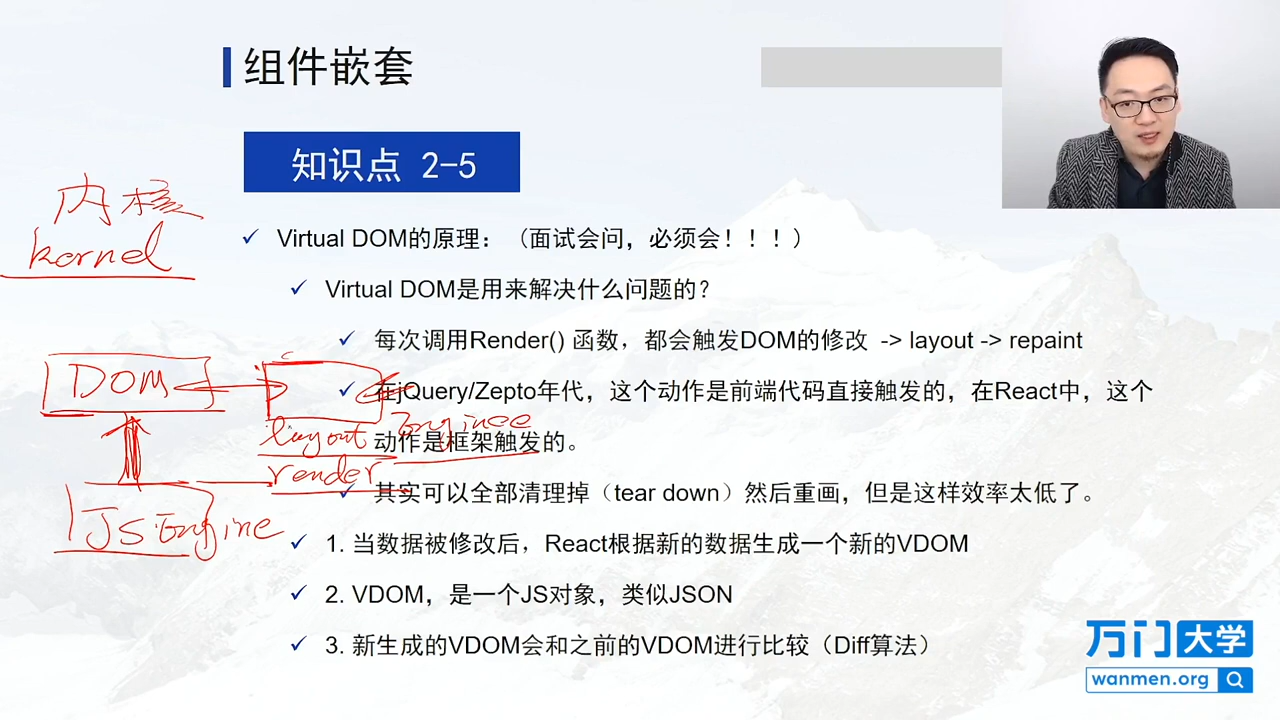 组件嵌套
知识点 2-5
内核
kernel
Virtual DOM的原理：（面试会问，必须会！！！）
Virtual DOM是用来解决什么问题的？
每次调用Render() 函数，都会触发DOM的修改 -> layout -> repaint
DOM
在jQuery/Zepto年代，这个动作是前端代码直接触发的，在React中，这个
动作是框架触发的。
layout
Enginee
render
其实可以全部清理掉（tear down）然后重画，但是这样效率太低了。
JS Engine
1. 当数据被修改后，React根据新的数据生成一个新的VDOM
2. VDOM，是一个JS对象，类似JSON
3. 新生成的VDOM会和之前的VDOM进行比较（Diff算法）
万门大学
wanmen.org